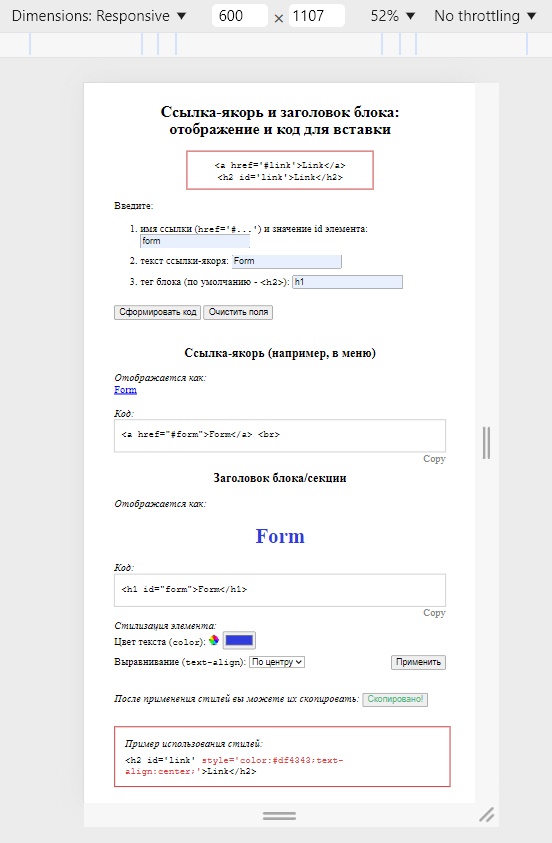 Dimensions: Responsive ▼ 600 × 1107 52% ▼ No throttling ▼
Ссылка-якорь и заголовок блока:
отображение и код для вставки
<a href='#link'>Link</a>
<h2 id='link'>Link</h2>
Введите:
1. имя ссылки (href='#...') и значение id элемента:
form
2. текст ссылки-якоря: Form
3. тег блока (по умолчанию - <h2>): h1
Сформировать код Очистить поля
Ссылка-якорь (например, в меню)
Отображается как:
Form
Код:
<a href="#form">Form</a> <br>
Copy
Заголовок блока/секции
Отображается как:
Form
Код:
<h1 id="form">Form</h1>
Copy
Стилизация элемента:
Цвет текста (color):
Выравнивание (text-align): По центру Применить
После применения стилей вы можете их скопировать: Скопировано!
Пример использования стилей:
<h2 id='link' style='color:#df4343;text-
align:center;'>Link</h2>